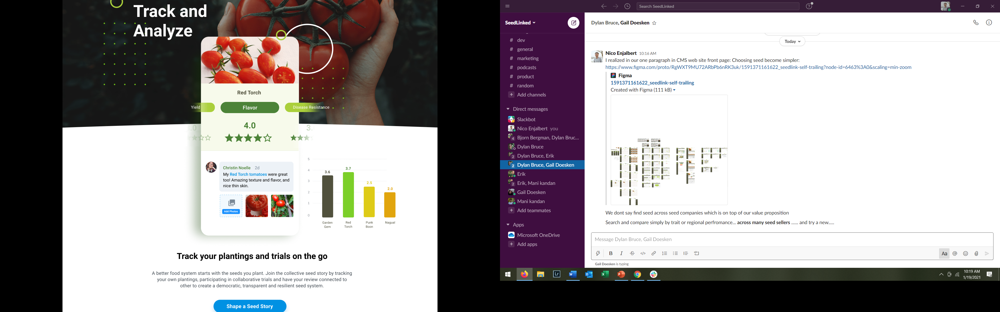 Track and
Analyze
Red Torch
Yield
Flavor
Disease Resistance
4.0
3.
Christin Noelle 2d
My Red Torch tomatoes were great
too! Amazing texture and flavor, and
nice thin skin.
Add Photos
5
4
3
2
1
0
3.6
3.7
2.5
2.0
Garden
Gem
Red
Torch
Punk
Boon
Nagual
Track your plantings and trials on the go
A better food system starts with the seeds you plant. Join the collective seed story by tracking
your own plantings, participating in collaborative trials and have your review connected to
other to create a democratic, transparent and resilient seed system.
Shape a Seed Story
Search SeedLinked
SeedLinked
# dev
# general
# marketing
# podcasts
# product
# random
+ Add channels
Direct messages
Slackbot
Nico Enjalbert you
4 Bjorn Bergman, Dylan Bruc...
Dylan Bruce
2 Dylan Bruce, Erik
2 Dylan Bruce, Gail Doesken
Erik
2 Erik, Mani kandan
Gail Doesken
Mani kandan
+ Add teammates
Apps
Microsoft OneDrive
+ Add apps
Dylan Bruce, Gail Doesken
Today
Nico Enjalbert 10:16 AM
I realized in our one paragraph in CMS web site front page: Choosing seed become simpler:
https://www.figma.com/proto/RgWXT9MU72ARbPb6nRK3uk/1591371161622_seedlink-self-trailing?node-id=6463%3A0&scaling=min-zoom
Figma
1591371161622_seedlink-self-trailing
Created with Figma (111 kB)
We dont say find seed across seed companies which is on top of our value proposition
Search and compare simply by trait or regional perfromance... across many seed sellers ...... and try a new.....
Message Dylan Bruce, Gail Doesken
B I S </> Aa @
Gail Doesken is typing
Lr
10:19 AM
1/19/2021